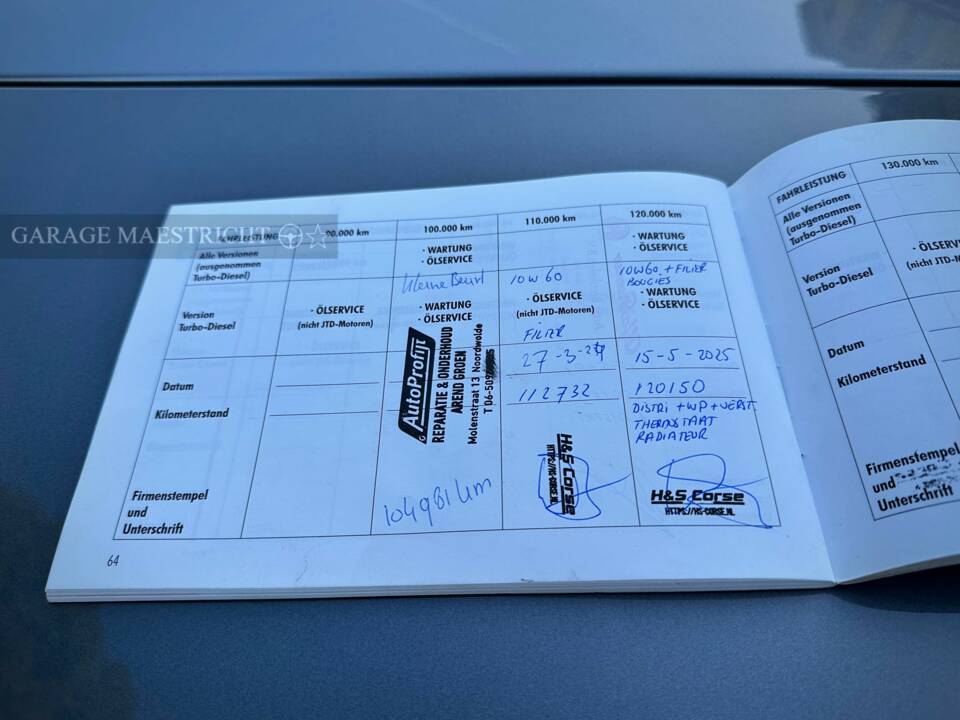 GARAGE MAESTRICHT
FAHRLEISTUNG
100.000 km
110.000 km
120.000 km
Alle Versionen
(ausgenommen
Turbo-Diesel)
· WARTUNG
· ÖLSERVICE
Kleine Beurt
10W60
· WARTUNG
· ÖLSERVICE
10W60 + FILTER
BOUGIES
Version
Turbo-Diesel
· ÖLSERVICE
(nicht JTD-Motoren)
· WARTUNG
· ÖLSERVICE
· ÖLSERVICE
(nicht JTD-Motoren)
FILTER
· WARTUNG
· ÖLSERVICE
Datum
27-3-24
15-5-2025
Kilometerstand
112732
120150
DISTRI + WP + VERST.
THERMSTAAT
RADIATEUR
Firmenstempel
und
Unterschrift
AutoProfijt
REPARATIE & ONDERHOUD
AREND GROEN
Molenstraat 13 Noordwolde
T 06-509
104981 km
H&S Corse
HTTPS://HS-CORSE.NL
H&S Corse
HTTPS://HS-CORSE.NL
64
FAHRLEISTUNG
130.000 km
Alle Versionen
(ausgenommen
Turbo-Diesel)
Version
Turbo-Diesel
· ÖLSERVICE
(nicht JTD-
Datum
Kilometerstand
Firmenstempel
und
Unterschrift